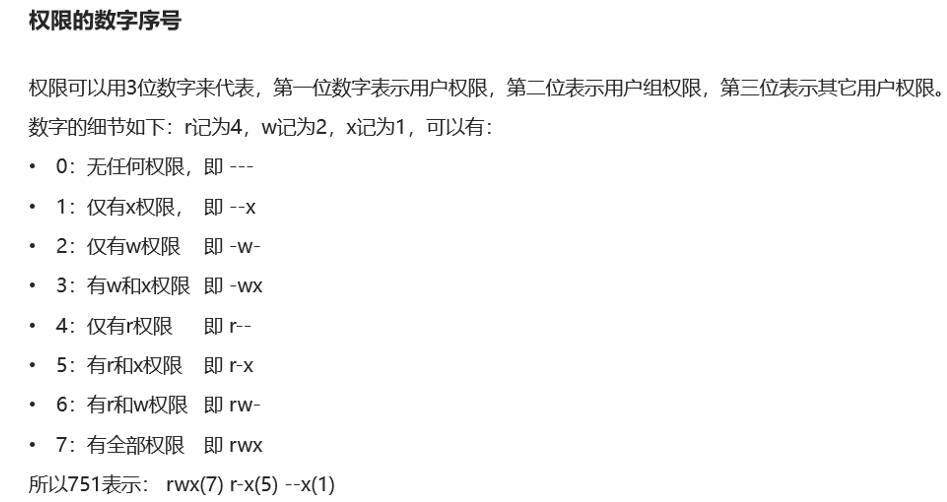 权限的数字序号
权限可以用3位数字来代表，第一位数字表示用户权限，第二位表示用户组权限，第三位表示其它用户权限。
数字的细节如下：r记为4，w记为2，x记为1，可以有：
• 0：无任何权限，即 ---
• 1：仅有x权限， 即 --x
• 2：仅有w权限 即 -w-
• 3：有w和x权限 即 -wx
• 4：仅有r权限 即 r--
• 5：有r和x权限 即 r-x
• 6：有r和w权限 即 rw-
• 7：有全部权限 即 rwx
所以751表示： rwx(7) r-x(5) --x(1)